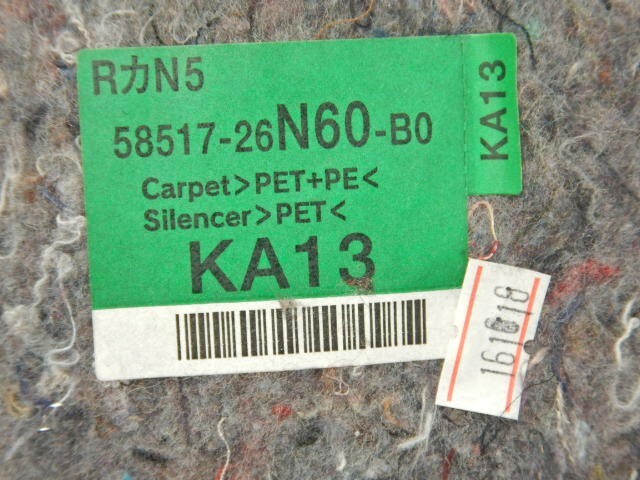 RカN5
58517-26N60-B0
Carpet>PET+PE<
Silencer>PET<
KA13
KA13
161018